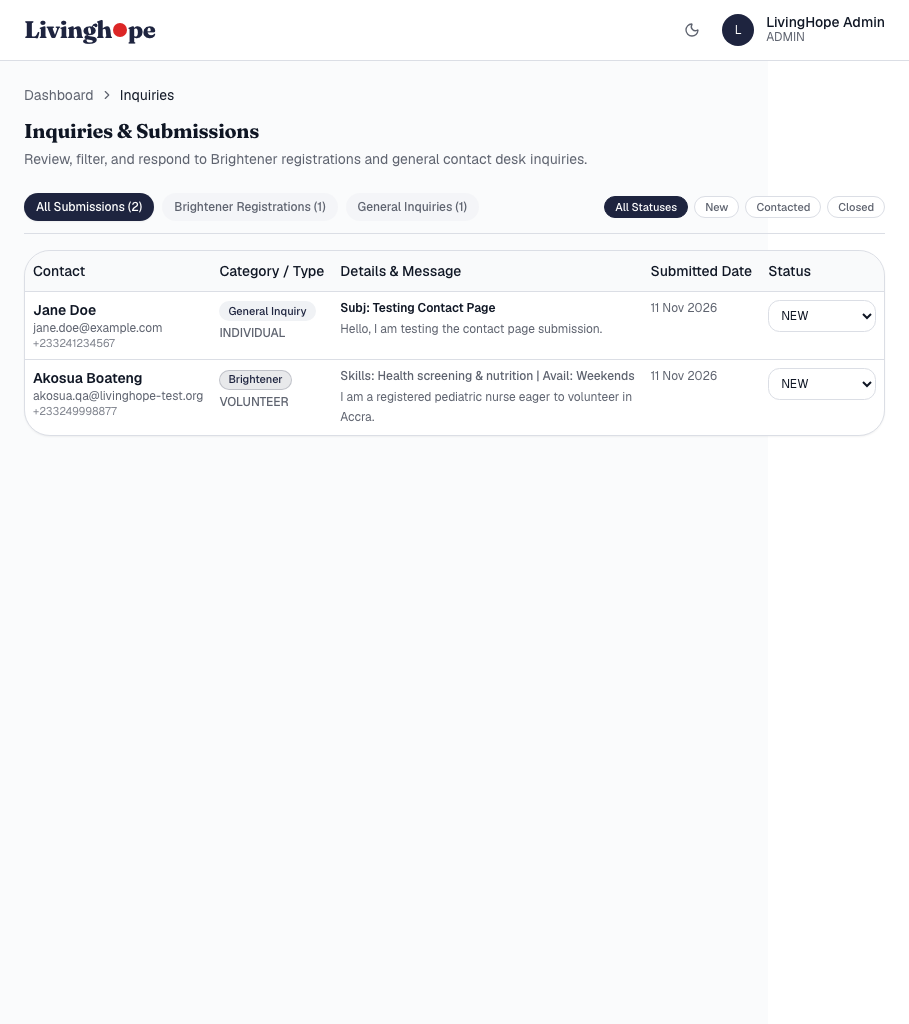 Livinghope
L
LivingHope Admin
ADMIN
Dashboard > Inquiries
Inquiries & Submissions
Review, filter, and respond to Brightener registrations and general contact desk inquiries.
All Submissions (2) Brightener Registrations (1) General Inquiries (1) All Statuses New Contacted Closed
Contact Category / Type Details & Message Submitted Date Status
Jane Doe
jane.doe@example.com
+233241234567
General Inquiry
INDIVIDUAL
Subj: Testing Contact Page
Hello, I am testing the contact page submission.
11 Nov 2026
NEW
Akosua Boateng
akosua.qa@livinghope-test.org
+233249998877
Brightener
VOLUNTEER
Skills: Health screening & nutrition | Avail: Weekends
I am a registered pediatric nurse eager to volunteer in
Accra.
11 Nov 2026
NEW